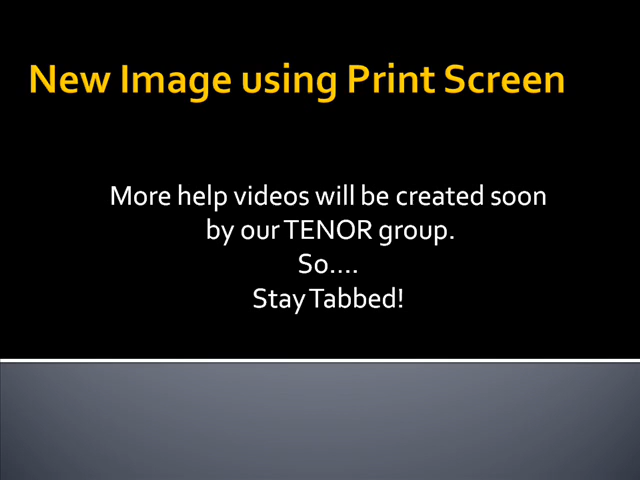 New Image using Print Screen
More help videos will be created soon
by our TENOR group.
So....
Stay Tabbed!